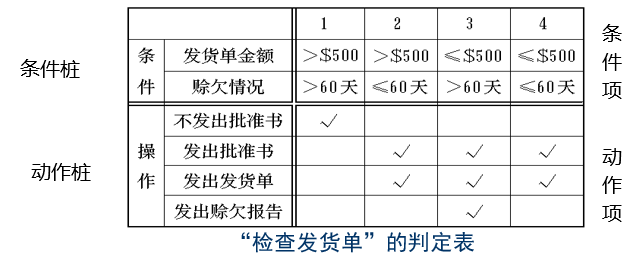 1 2 3 4
条件桩
条件
发货单金额 >$500 >$500 ≤$500 ≤$500
赊欠情况 >60天 ≤60天 >60天 ≤60天
条件项
动作桩
操作
不发出批准书 √
发出批准书 √ √ √
发出发货单 √ √ √
发出赊欠报告 √
动作项
“检查发货单”的判定表